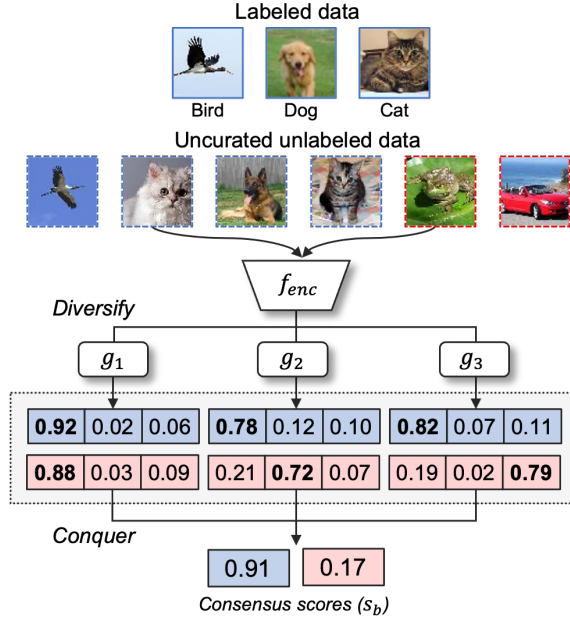 Labeled data
Bird Dog Cat
Uncurated unlabeled data
f_enc
Diversify
g_1 g_2 g_3
0.92 0.02 0.06 0.78 0.12 0.10 0.82 0.07 0.11
0.88 0.03 0.09 0.21 0.72 0.07 0.19 0.02 0.79
Conquer
0.91 0.17
Consensus scores (s_b)